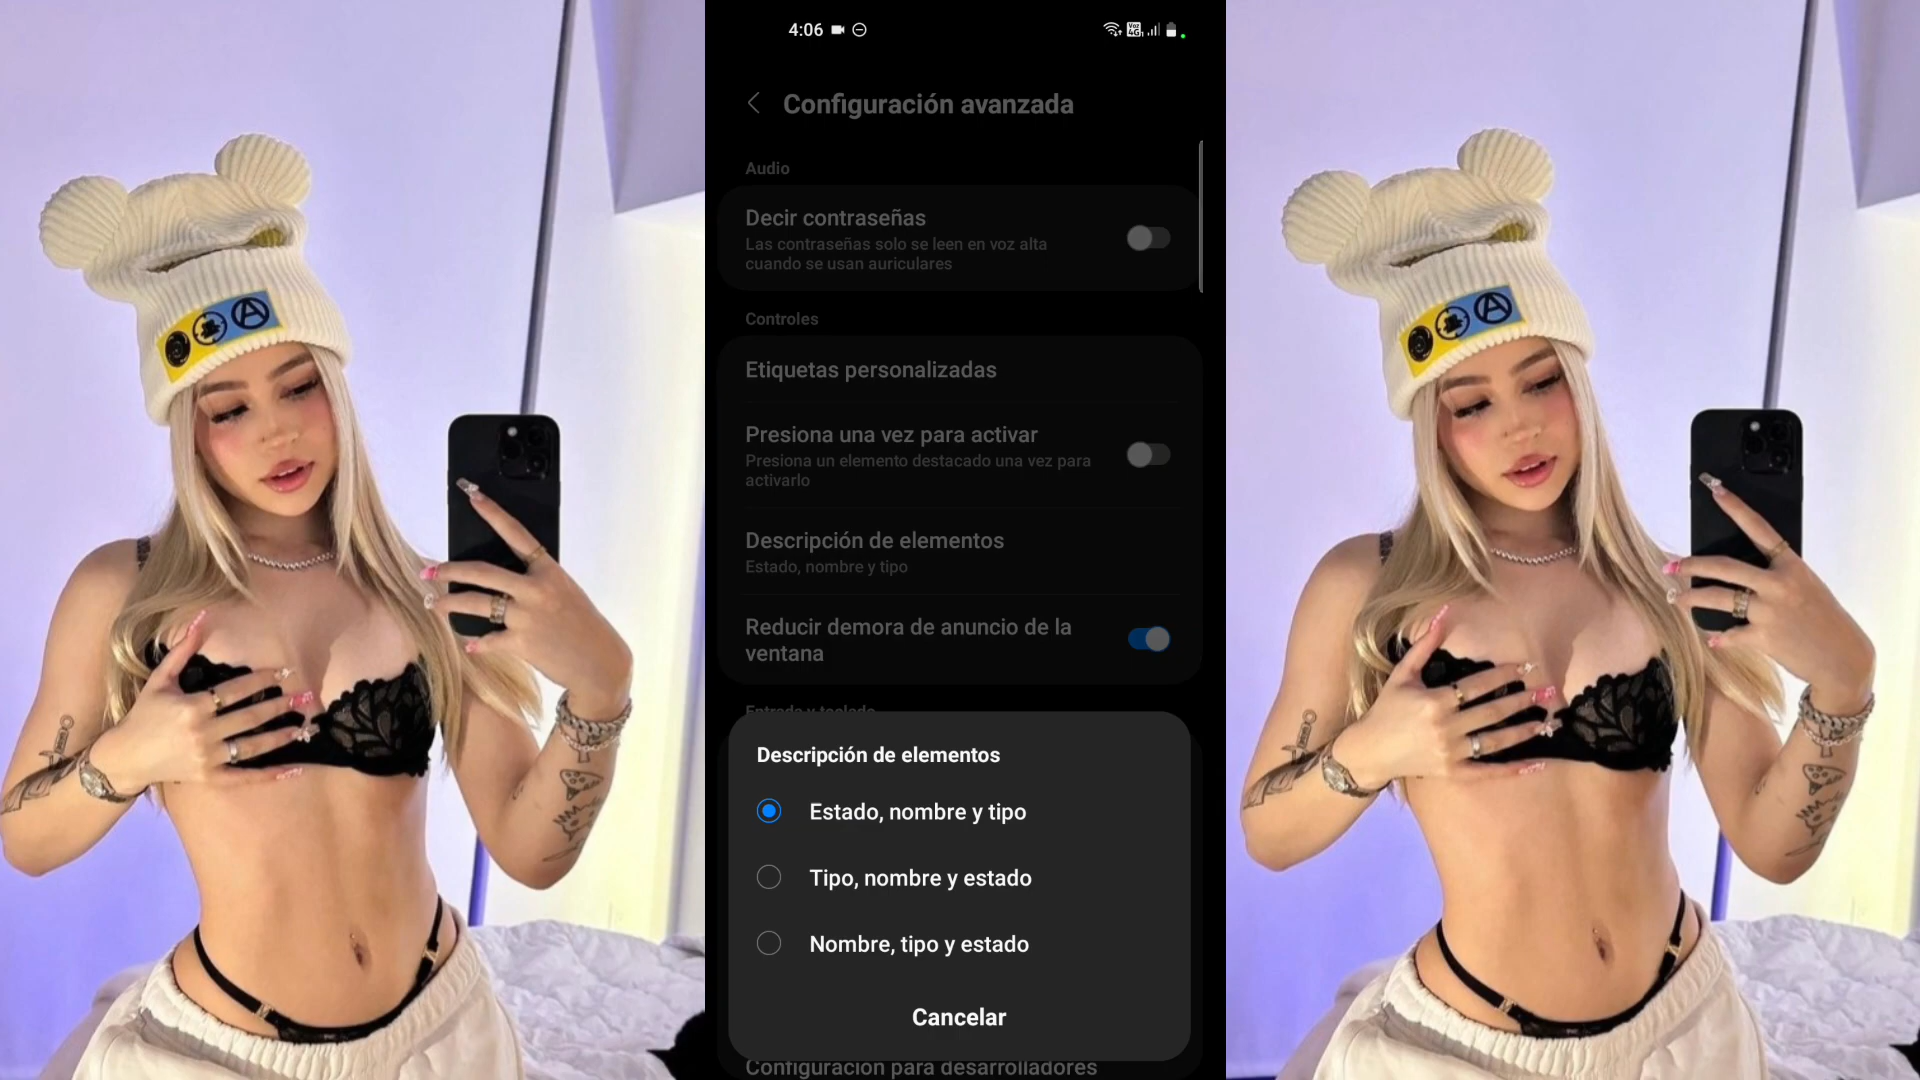 4:06
Configuración avanzada
Audio
Decir contraseñas
Las contraseñas solo se leen en voz alta
cuando se usan auriculares
Controles
Etiquetas personalizadas
Presiona una vez para activar
Presiona un elemento destacado una vez para
activarlo
Descripción de elementos
Estado, nombre y tipo
Reducir demora de anuncio de la
ventana
Entrada y teclado
Descripción de elementos
Estado, nombre y tipo
Tipo, nombre y estado
Nombre, tipo y estado
Cancelar
Configuración para desarrolladores